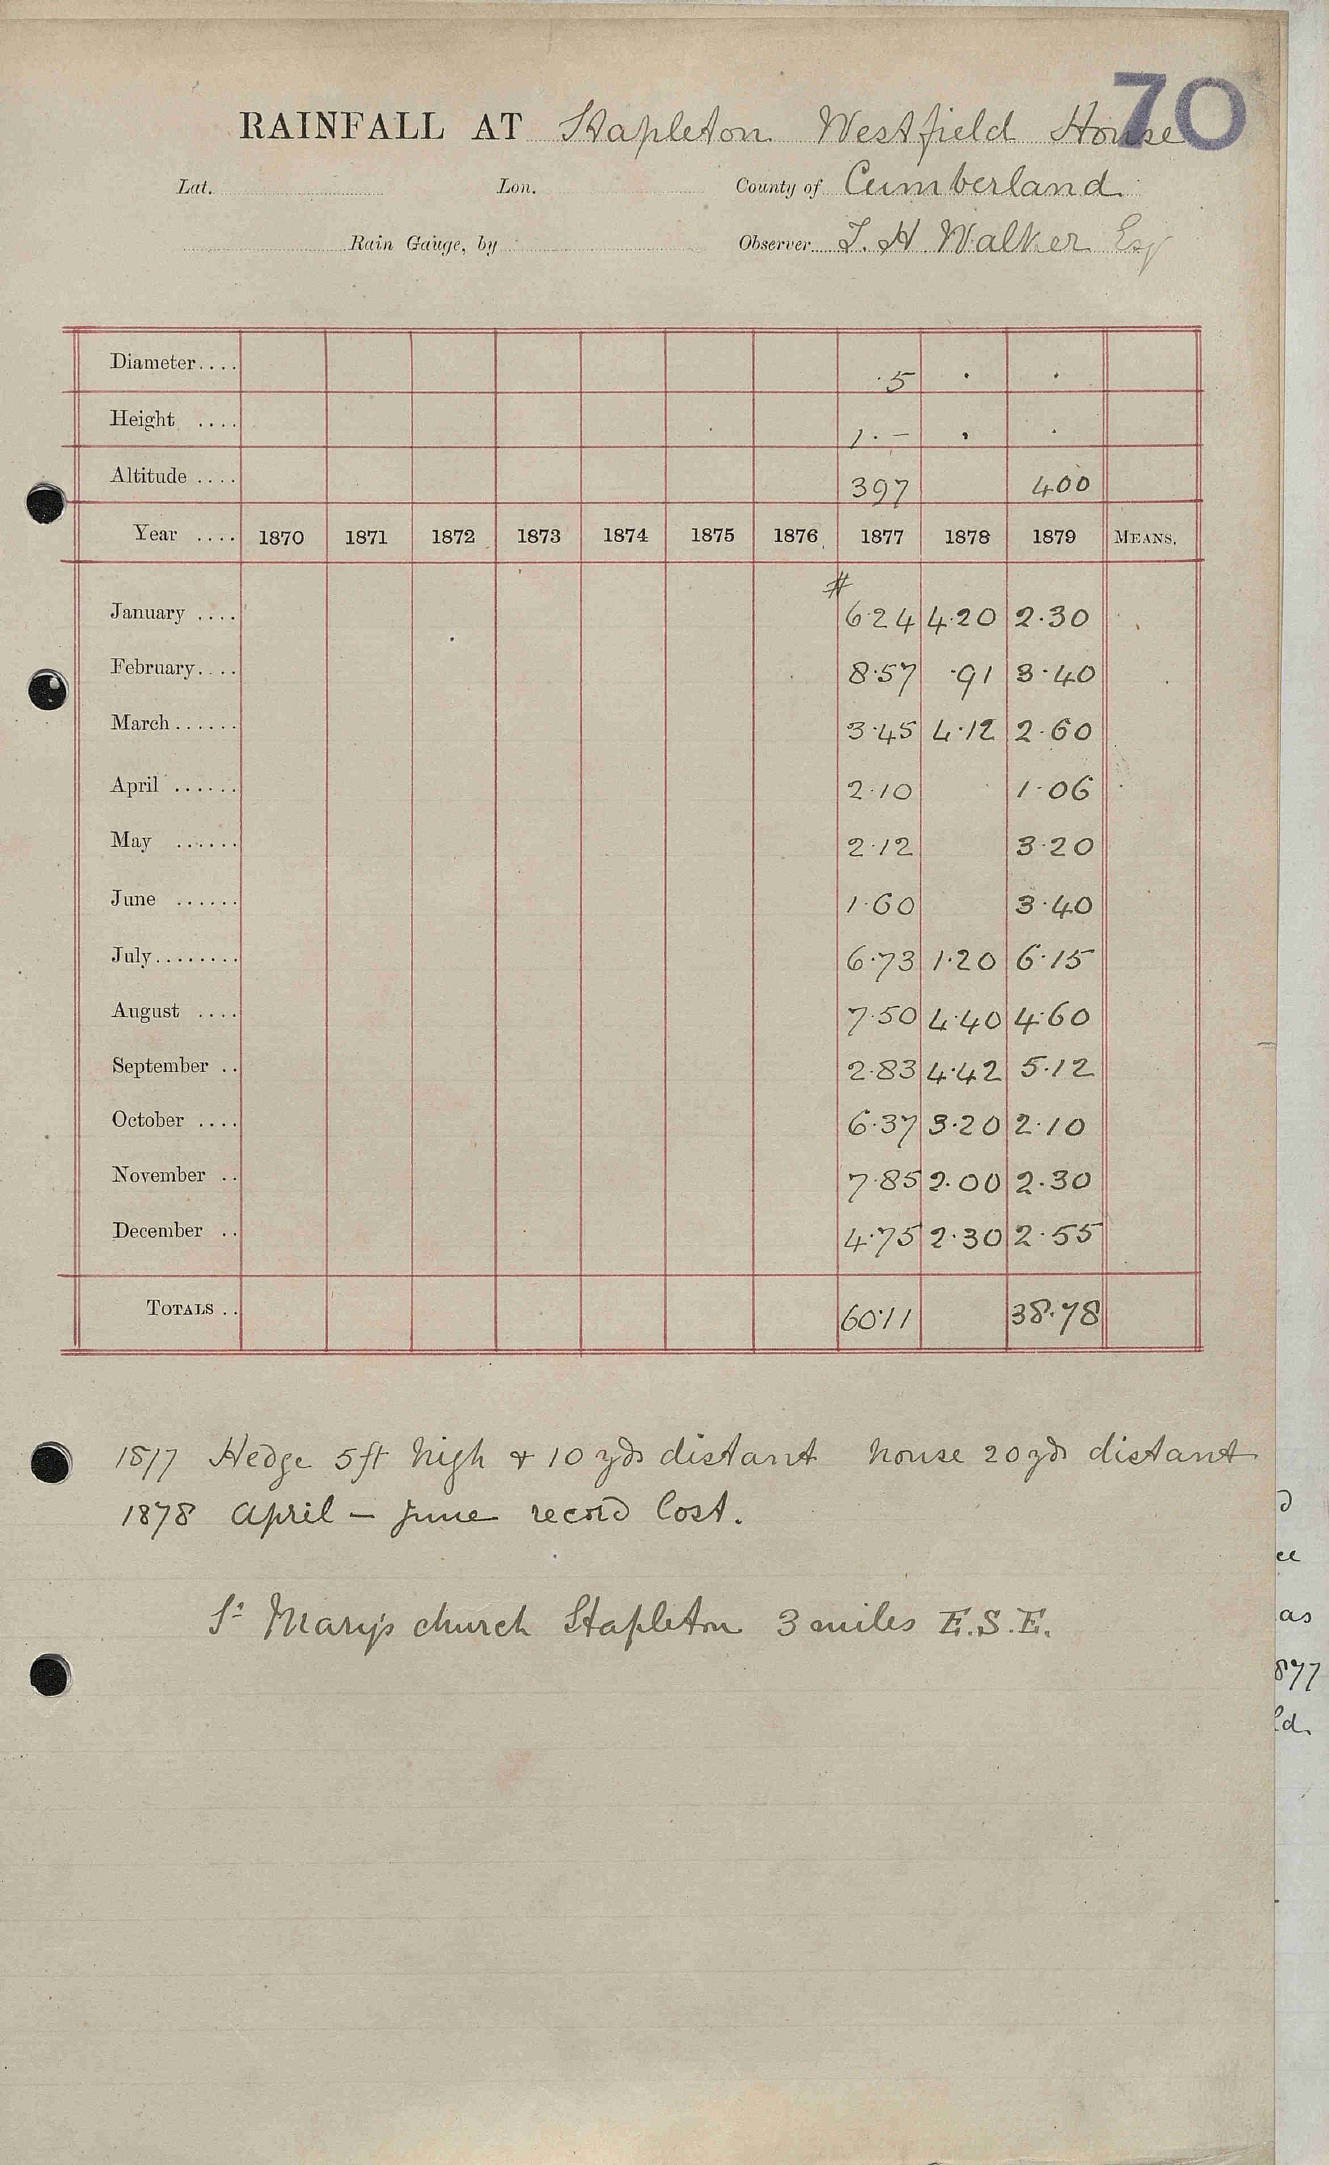 70
RAINFALL AT Stapleton Westfield House
Lat. Lon. County of Cumberland
Rain Gauge, by Observer T. H. Walker Esq
Diameter.... ·5 · ·
Height .... 1·– · ·
Altitude .... 397 400
Year .... 1870 1871 1872 1873 1874 1875 1876 1877 1878 1879 MEANS.
#
January .... 6·24 4·20 2·30
February.... 8·57 ·91 3·40
March...... 3·45 4·12 2·60
April ...... 2·10 1·06
May ...... 2·12 3·20
June ...... 1·60 3·40
July........ 6·73 1·20 6·15
August .... 7·50 4·40 4·60
September .. 2·83 4·42 5·12
October .... 6·37 3·20 2·10
November .. 7·85 2·00 2·30
December .. 4·75 2·30 2·55
TOTALS .. 60·11 38·78
1877 Hedge 5ft high + 10 yds distant house 20 yds distant
1878 April — June record lost.
St Mary's church Stapleton 3 miles E.S.E.
as
877